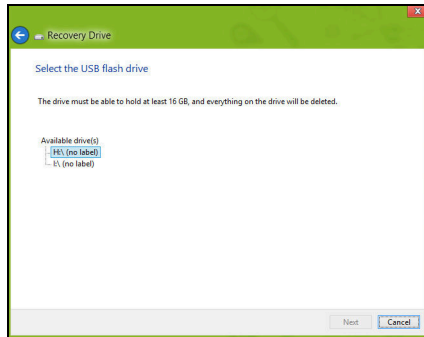 x
Recovery Drive
Select the USB flash drive
The drive must be able to hold at least 16 GB, and everything on the drive will be deleted.
Available drive(s)
H:\ (no label)
I:\ (no label)
Next Cancel